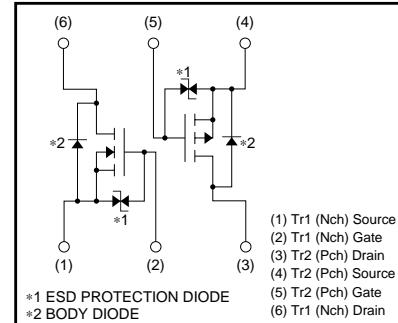 (6) (5) (4)
*1
*2
*2
*1
(1) (2) (3)
(1) Tr1 (Nch) Source
(2) Tr1 (Nch) Gate
(3) Tr2 (Pch) Drain
(4) Tr2 (Pch) Source
(5) Tr2 (Pch) Gate
(6) Tr1 (Nch) Drain
*1 ESD PROTECTION DIODE
*2 BODY DIODE